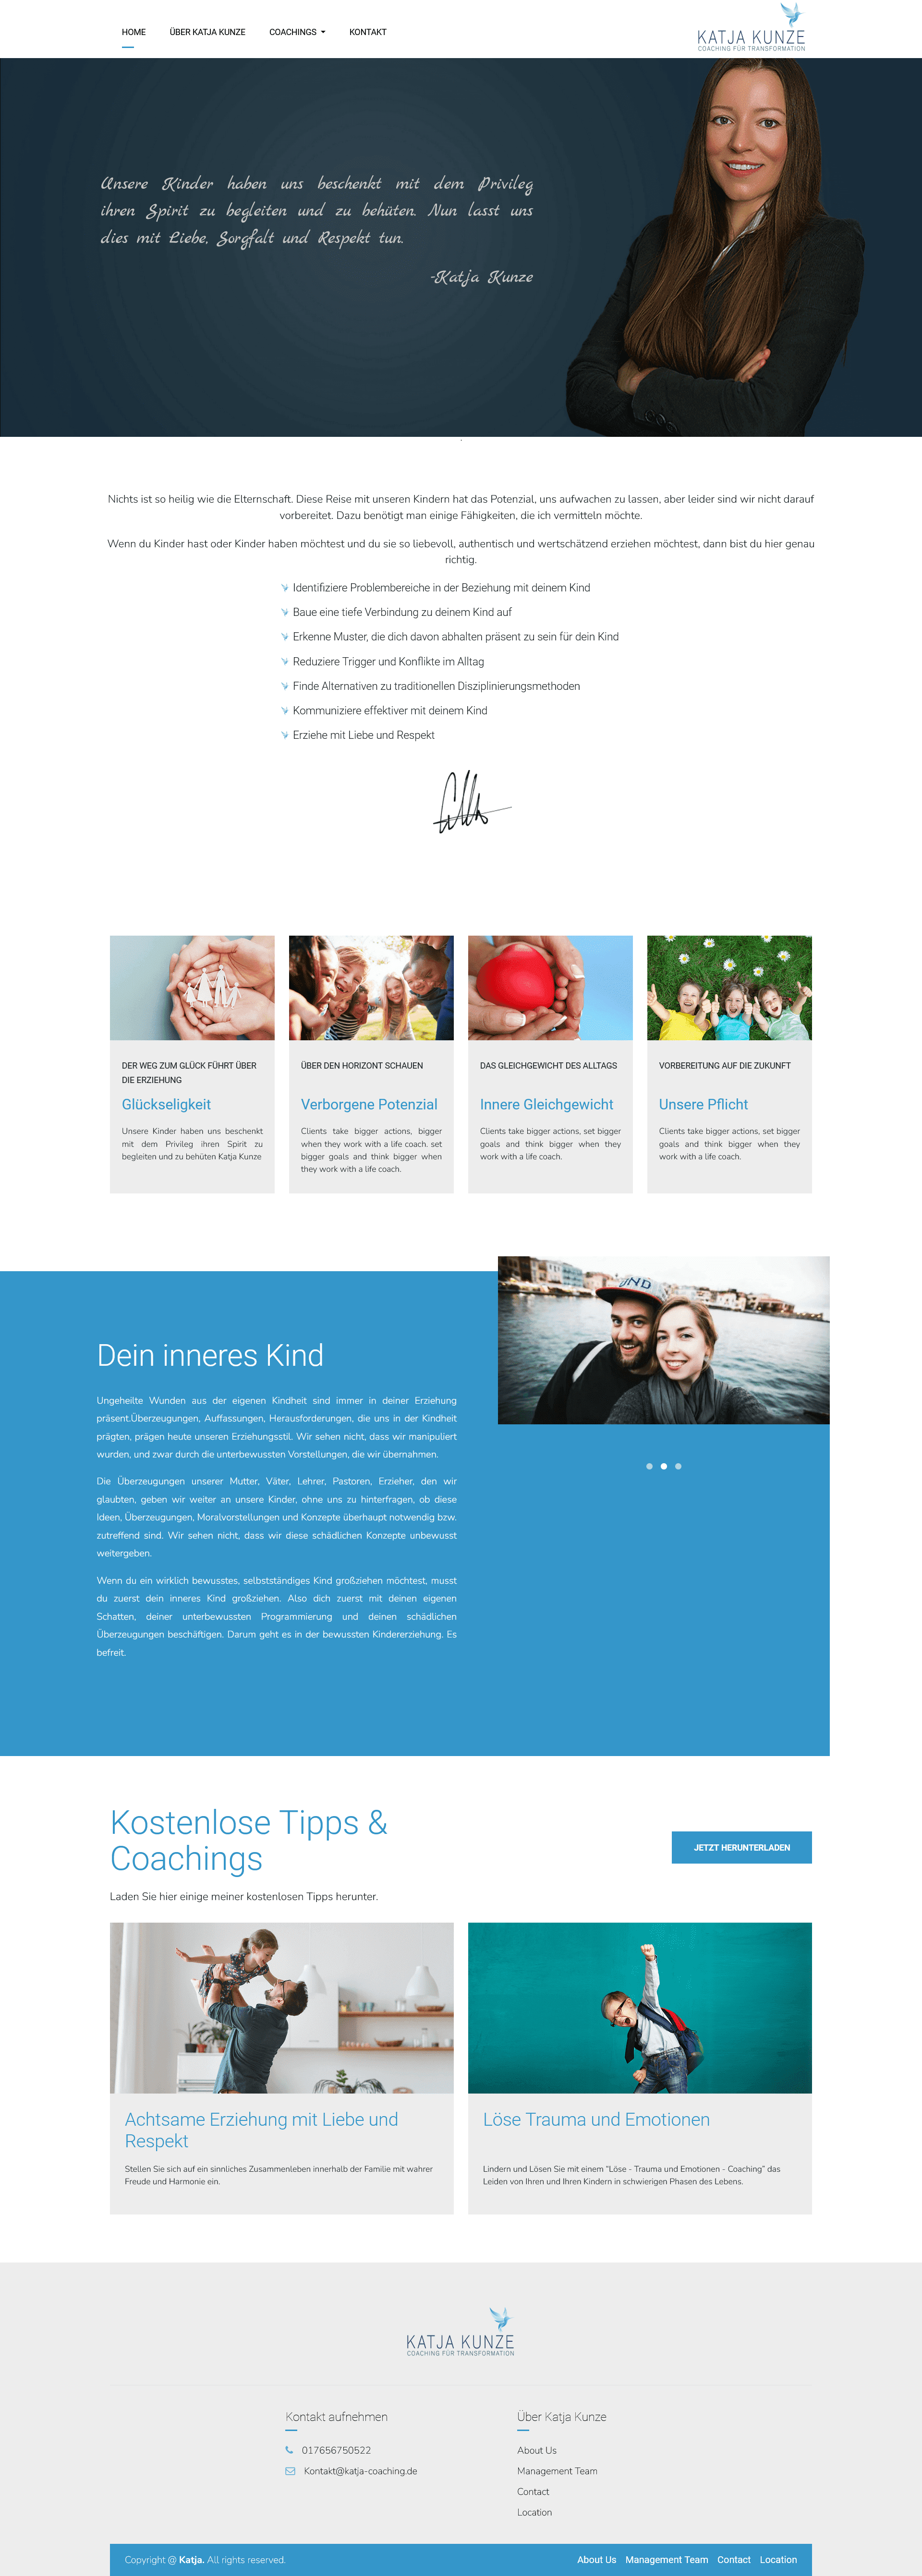 HOME ÜBER KATJA KUNZE COACHINGS KONTAKT
KATJA KUNZE
COACHING FÜR TRANSFORMATION
Unsere Kinder haben uns beschenkt mit dem Privileg
ihren Spirit zu begleiten und zu behüten. Nun lasst uns
dies mit Liebe, Sorgfalt und Respekt tun.
-Katja Kunze
Nichts ist so heilig wie die Elternschaft. Diese Reise mit unseren Kindern hat das Potenzial, uns aufwachen zu lassen, aber leider sind wir nicht darauf
vorbereitet. Dazu benötigt man einige Fähigkeiten, die ich vermitteln möchte.
Wenn du Kinder hast oder Kinder haben möchtest und du sie so liebevoll, authentisch und wertschätzend erziehen möchtest, dann bist du hier genau
richtig.
Identifiziere Problembereiche in der Beziehung mit deinem Kind
Baue eine tiefe Verbindung zu deinem Kind auf
Erkenne Muster, die dich davon abhalten präsent zu sein für dein Kind
Reduziere Trigger und Konflikte im Alltag
Finde Alternativen zu traditionellen Disziplinierungsmethoden
Kommuniziere effektiver mit deinem Kind
Erziehe mit Liebe und Respekt
DER WEG ZUM GLÜCK FÜHRT ÜBER
DIE ERZIEHUNG
Glückseligkeit
Unsere Kinder haben uns beschenkt
mit dem Privileg ihren Spirit zu
begleiten und zu behüten Katja Kunze
ÜBER DEN HORIZONT SCHAUEN
Verborgene Potenzial
Clients take bigger actions, bigger
when they work with a life coach. set
bigger goals and think bigger when
they work with a life coach.
DAS GLEICHGEWICHT DES ALLTAGS
Innere Gleichgewicht
Clients take bigger actions, set bigger
goals and think bigger when they
work with a life coach.
VORBEREITUNG AUF DIE ZUKUNFT
Unsere Pflicht
Clients take bigger actions, set bigger
goals and think bigger when they
work with a life coach.
Dein inneres Kind
Ungeheilte Wunden aus der eigenen Kindheit sind immer in deiner Erziehung
präsent.Überzeugungen, Auffassungen, Herausforderungen, die uns in der Kindheit
prägten, prägen heute unseren Erziehungsstil. Wir sehen nicht, dass wir manipuliert
wurden, und zwar durch die unterbewussten Vorstellungen, die wir übernahmen.
Die Überzeugungen unserer Mutter, Väter, Lehrer, Pastoren, Erzieher, den wir
glaubten, geben wir weiter an unsere Kinder, ohne uns zu hinterfragen, ob diese
Ideen, Überzeugungen, Moralvorstellungen und Konzepte überhaupt notwendig bzw.
zutreffend sind. Wir sehen nicht, dass wir diese schädlichen Konzepte unbewusst
weitergeben.
Wenn du ein wirklich bewusstes, selbstständiges Kind großziehen möchtest, musst
du zuerst dein inneres Kind großziehen. Also dich zuerst mit deinen eigenen
Schatten, deiner unterbewussten Programmierung und deinen schädlichen
Überzeugungen beschäftigen. Darum geht es in der bewussten Kindererziehung. Es
befreit.
Kostenlose Tipps &
Coachings
JETZT HERUNTERLADEN
Laden Sie hier einige meiner kostenlosen Tipps herunter.
Achtsame Erziehung mit Liebe und
Respekt
Stellen Sie sich auf ein sinnliches Zusammenleben innerhalb der Familie mit wahrer
Freude und Harmonie ein.
Löse Trauma und Emotionen
Lindern und Lösen Sie mit einem "Löse - Trauma und Emotionen - Coaching" das
Leiden von Ihren und Ihren Kindern in schwierigen Phasen des Lebens.
KATJA KUNZE
COACHING FÜR TRANSFORMATION
Kontakt aufnehmen
017656750522
Kontakt@katja-coaching.de
Über Katja Kunze
About Us
Management Team
Contact
Location
Copyright @ Katja. All rights reserved.
About Us Management Team Contact Location